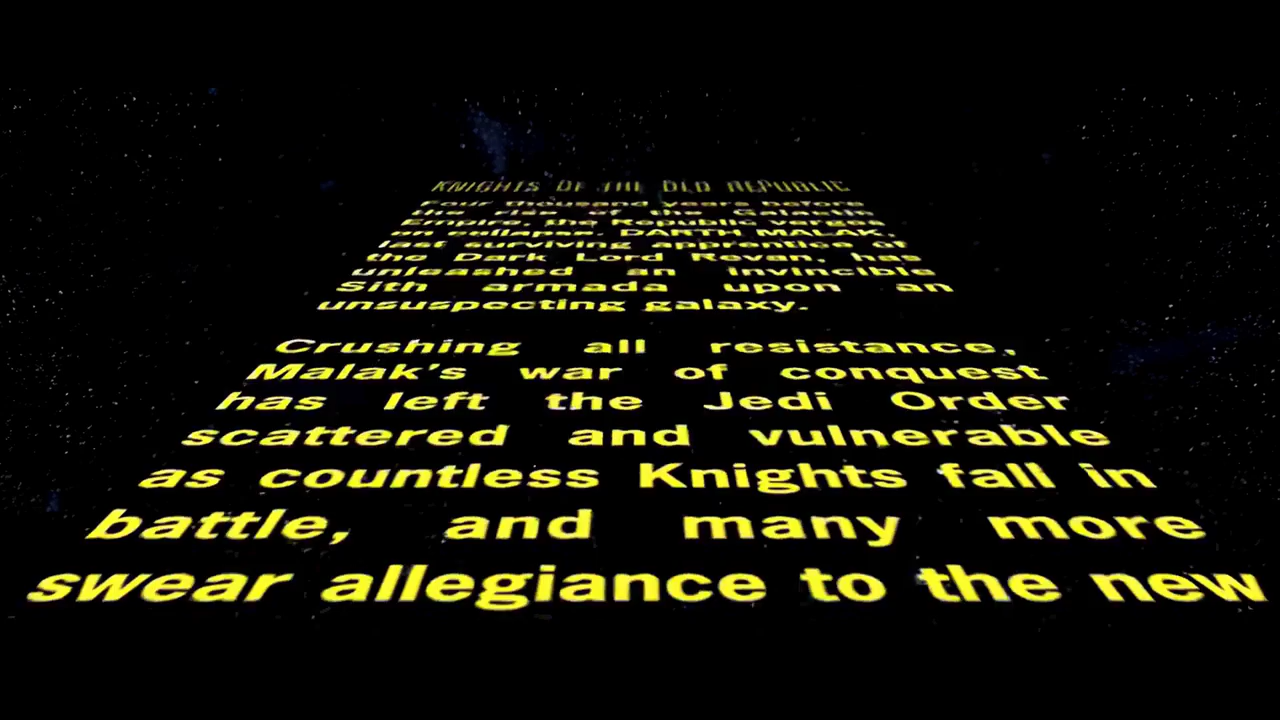 KNIGHTS OF THE OLD REPUBLIC
Four thousand years before
the rise of the Galactic
Empire, the Republic verges
on collapse. DARTH MALAK,
last surviving apprentice of
the Dark Lord Revan, has
unleashed an invincible
Sith armada upon an
unsuspecting galaxy.
Crushing all resistance,
Malak's war of conquest
has left the Jedi Order
scattered and vulnerable
as countless Knights fall in
battle, and many more
swear allegiance to the new